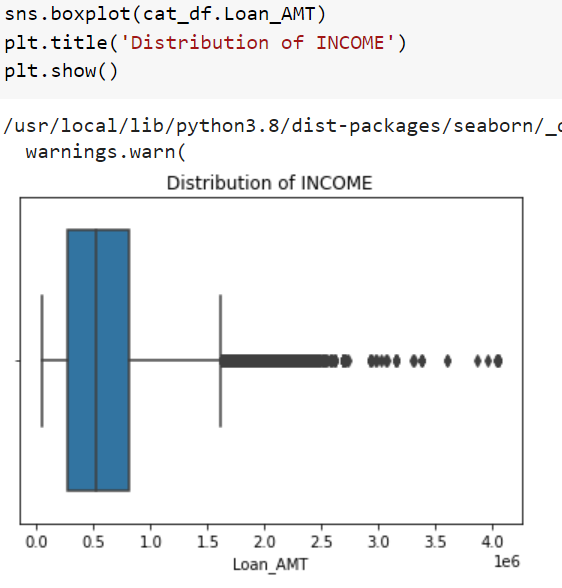 sns.boxplot(cat_df.Loan_AMT)
plt.title('Distribution of INCOME')
plt.show()
/usr/local/lib/python3.8/dist-packages/seaborn/_
warnings.warn(
Distribution of INCOME
0.0 0.5 1.0 1.5 2.0 2.5 3.0 3.5 4.0
1e6
Loan_AMT